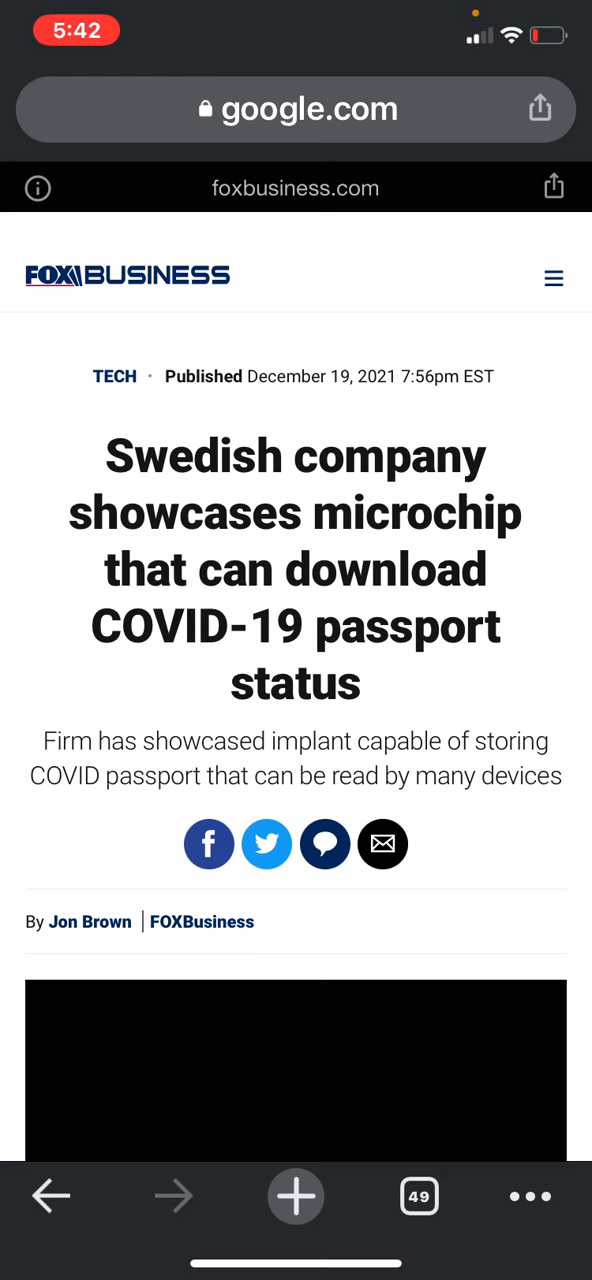 5:42
google.com
foxbusiness.com
FOX BUSINESS
TECH • Published December 19, 2021 7:56pm EST
Swedish company
showcases microchip
that can download
COVID-19 passport
status
Firm has showcased implant capable of storing
COVID passport that can be read by many devices
By Jon Brown | FOXBusiness
49